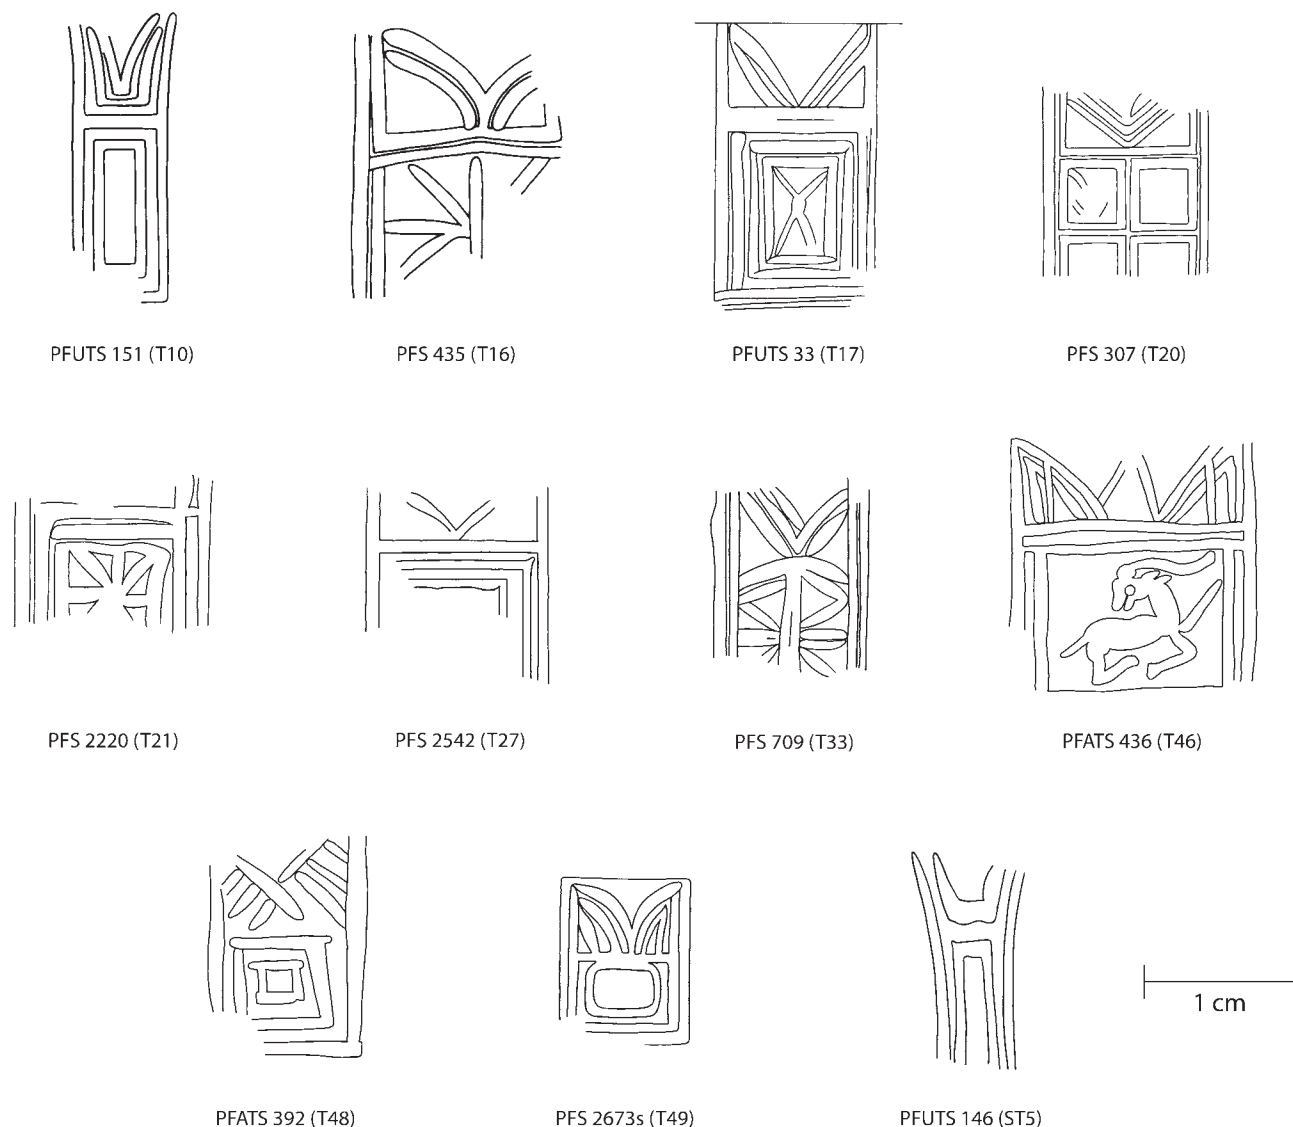 PFUTS 151 (T10)
PFS 435 (T16)
PFUTS 33 (T17)
PFS 307 (T20)
PFS 2220 (T21)
PFS 2542 (T27)
PFS 709 (T33)
PFATS 436 (T46)
1 cm
PFATS 392 (T48)
PFS 2673s (T49)
PFUTS 146 (ST5)